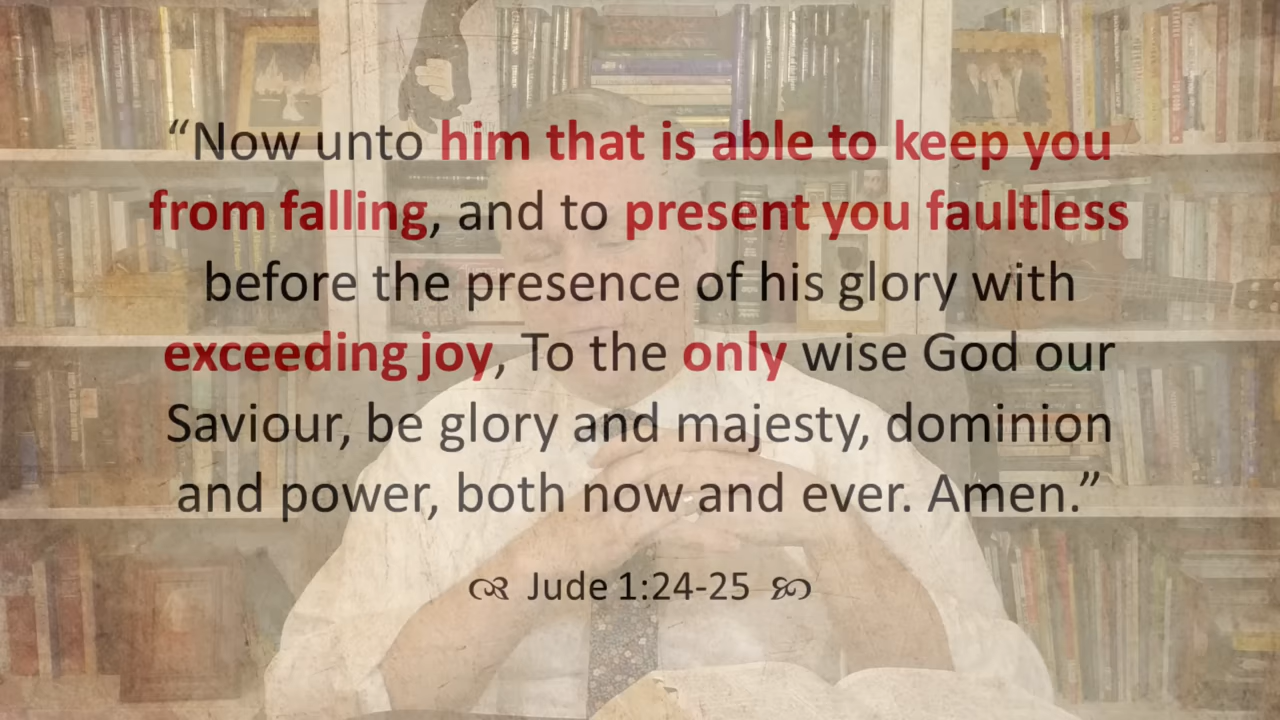 “Now unto him that is able to keep you
from falling, and to present you faultless
before the presence of his glory with
exceeding joy, To the only wise God our
Saviour, be glory and majesty, dominion
and power, both now and ever. Amen.”
Jude 1:24-25